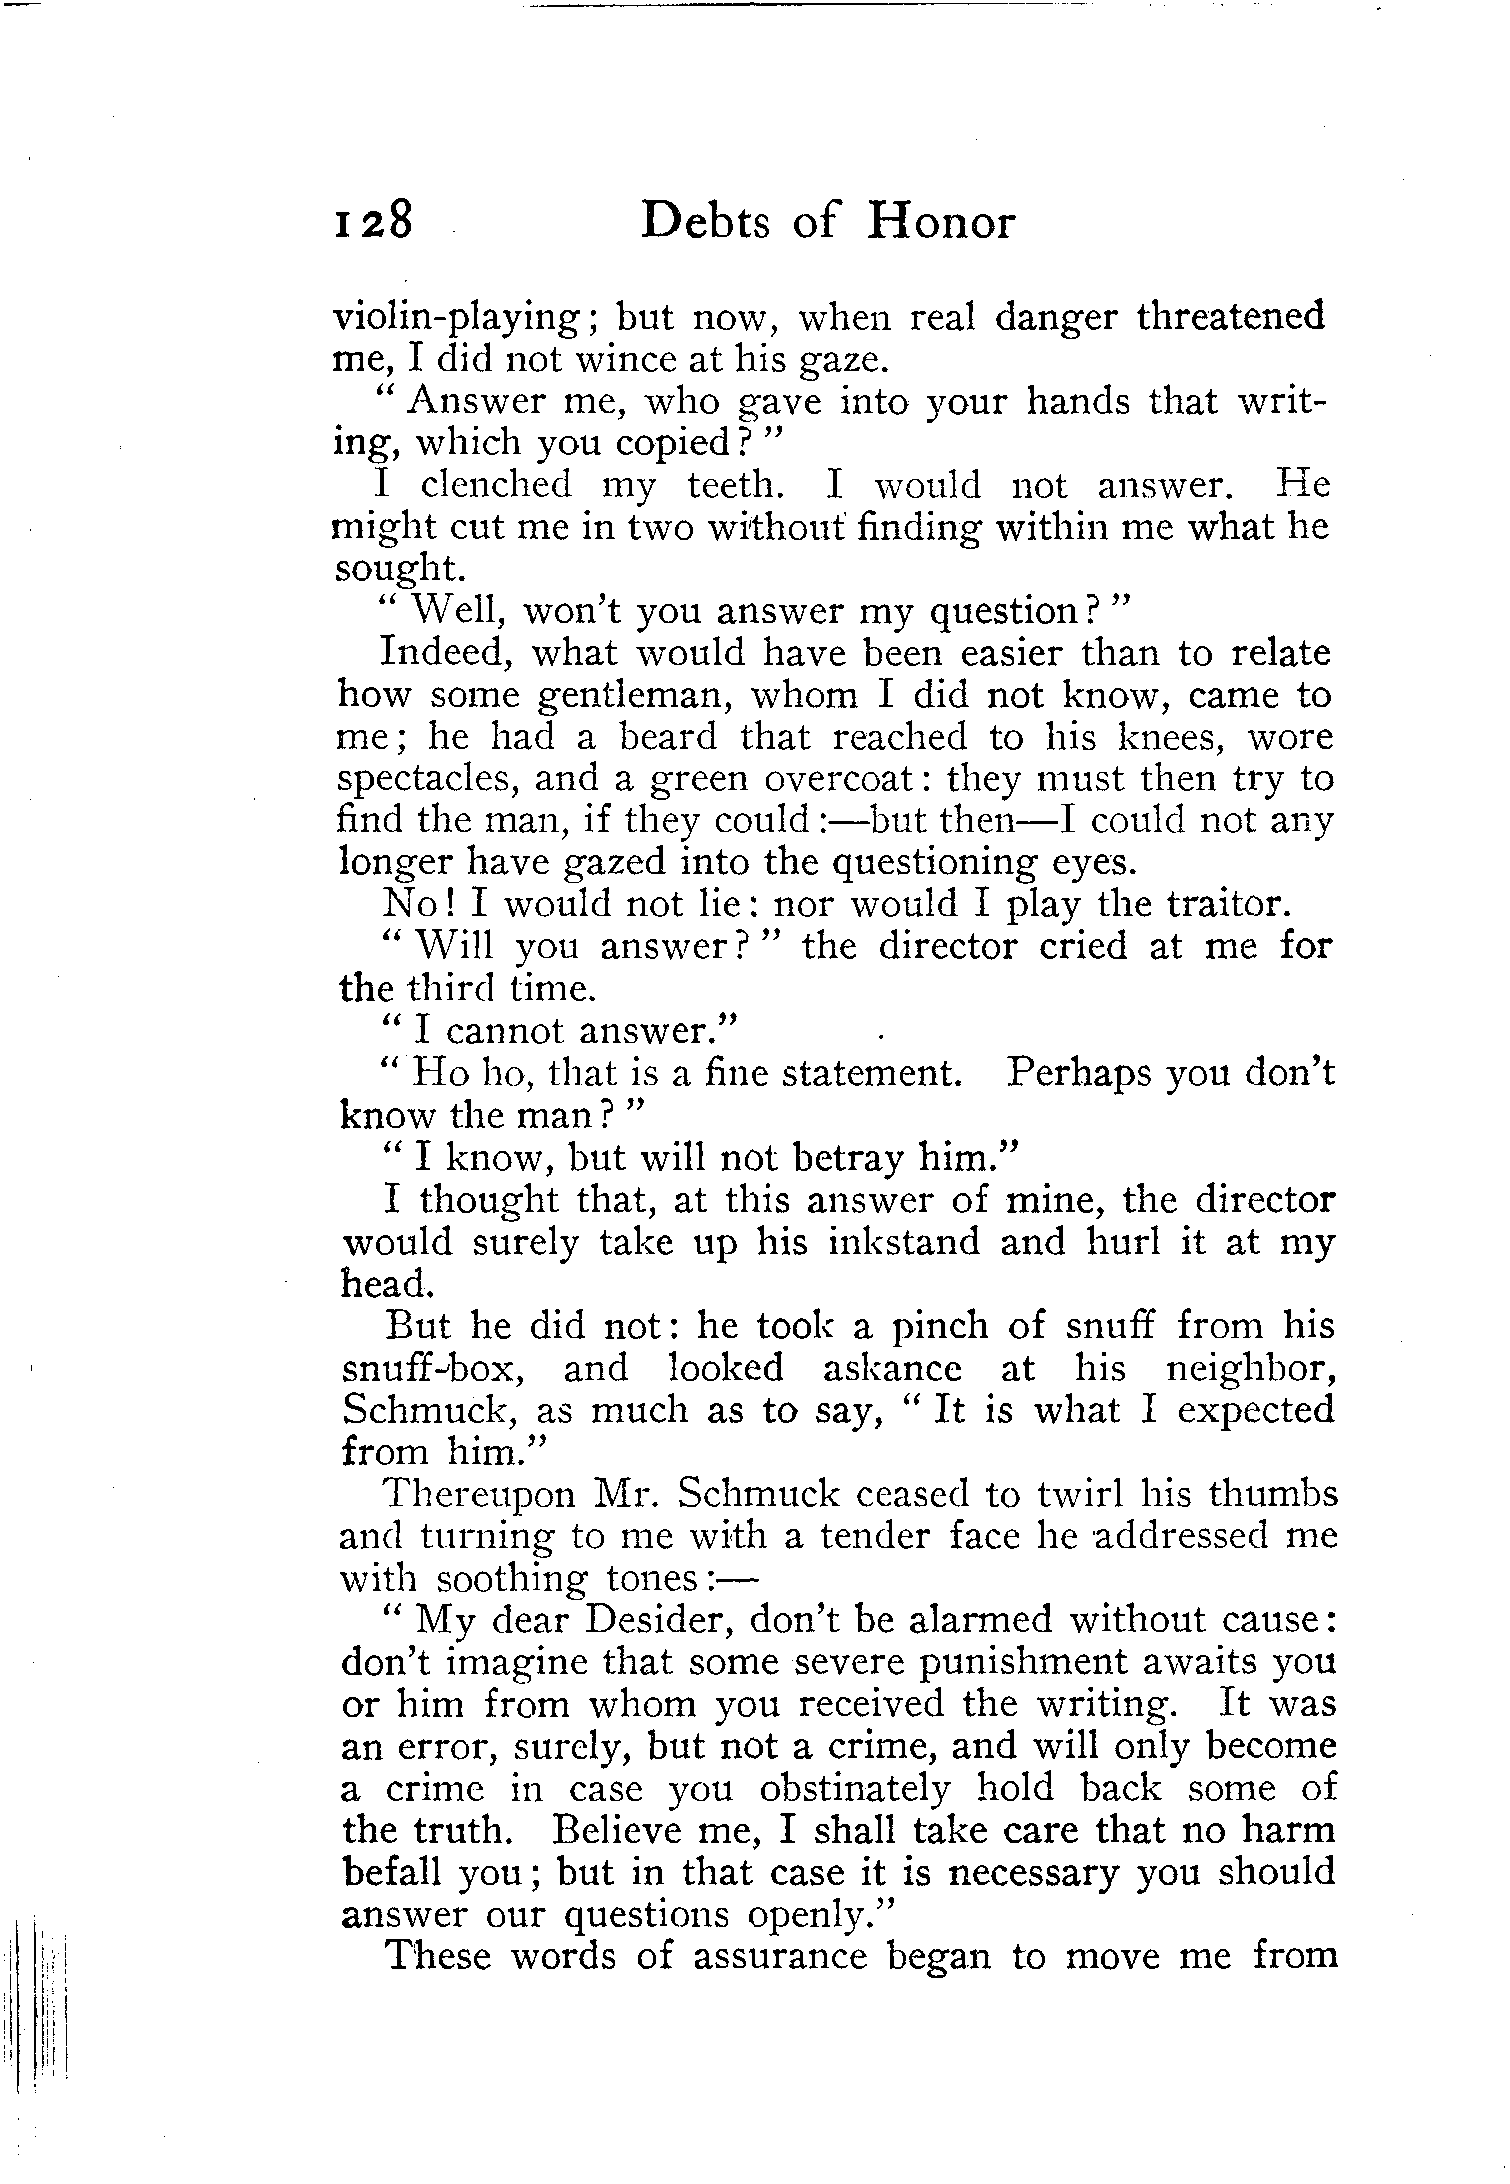 128 Debts of Honor
violin-playing; but now, when real danger threatened
me, I did not wince at his gaze.
" Answer me, who gave into your hands that writ-
ing, which you copied? "
I clenched my teeth. I would not answer. He
might cut me in two without finding within me what he
sought.
" Well, won't you answer my question? "
Indeed, what would have been easier than to relate
how some gentleman, whom I did not know, came to
me; he had a beard that reached to his knees, wore
spectacles, and a green overcoat: they must then try to
find the man, if they could:—but then—I could not any
longer have gazed into the questioning eyes.
No! I would not lie: nor would I play the traitor.
" Will you answer? " the director cried at me for
the third time.
" I cannot answer."
" Ho ho, that is a fine statement. Perhaps you don't
know the man? "
" I know, but will not betray him."
I thought that, at this answer of mine, the director
would surely take up his inkstand and hurl it at my
head.
But he did not: he took a pinch of snuff from his
snuff-box, and looked askance at his neighbor,
Schmuck, as much as to say, " It is what I expected
from him."
Thereupon Mr. Schmuck ceased to twirl his thumbs
and turning to me with a tender face he addressed me
with soothing tones:—
" My dear Desider, don't be alarmed without cause:
don't imagine that some severe punishment awaits you
or him from whom you received the writing. It was
an error, surely, but not a crime, and will only become
a crime in case you obstinately hold back some of
the truth. Believe me, I shall take care that no harm
befall you; but in that case it is necessary you should
answer our questions openly."
These words of assurance began to move me from